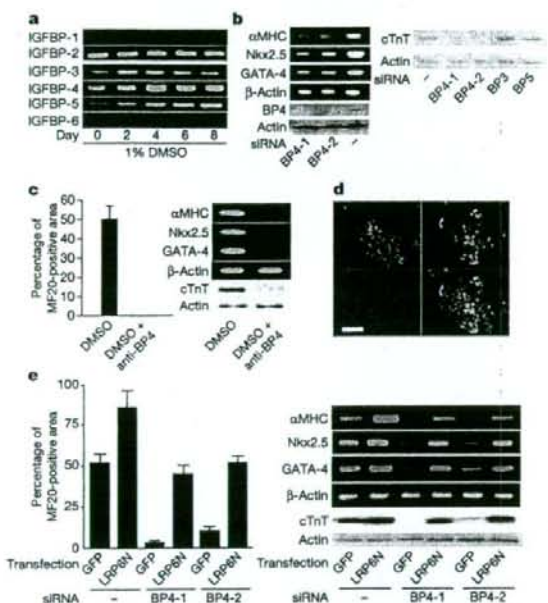 a
IGFBP-1
IGFBP-2
IGFBP-3
IGFBP-4
IGFBP-5
IGFBP-6
Day 0 2 4 6 8
1% DMSO
b
αMHC
Nkx2.5
GATA-4
β-Actin
BP4
Actin
siRNA BP4-1 BP4-2 –
cTnT
Actin
siRNA – BP4-1 BP4-2 BP3 BP5
c
Percentage of MF20-positive area
60
50
40
30
20
10
0
DMSO
DMSO + anti-BP4
αMHC
Nkx2.5
GATA-4
β-Actin
cTnT
Actin
DMSO
DMSO + anti-BP4
d
e
Percentage of MF20-positive area
100
75
50
25
0
Transfection GFP LRP6N GFP LRP6N GFP LRP6N
siRNA – BP4-1 BP4-2
αMHC
Nkx2.5
GATA-4
β-Actin
cTnT
Actin
Transfection GFP LRP6N GFP LRP6N GFP LRP6N
siRNA – BP4-1 BP4-2